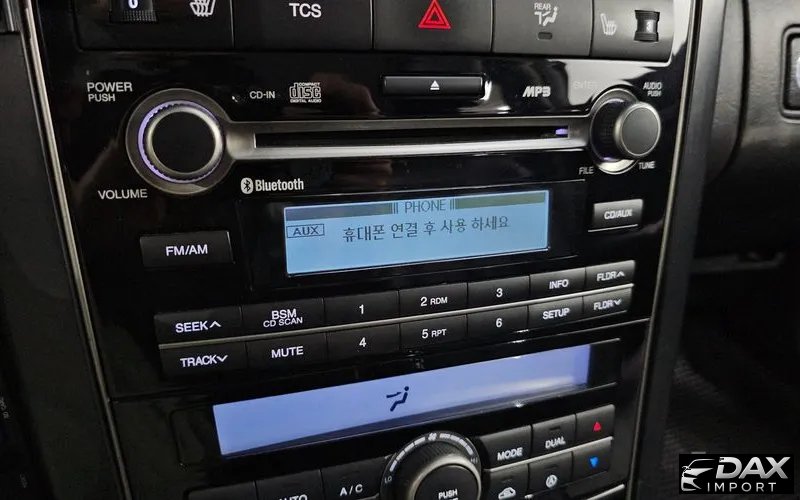 0
TCS
REAR
POWER
PUSH
CD-IN
COMPACT
disc
DIGITAL AUDIO
MP3
ENTER
AUDIO
PUSH
VOLUME
Bluetooth
FILE
TUNE
PHONE
AUX
휴대폰 연결 후 사용 하세요
CD/AUX
FM/AM
SEEK
BSM
CD SCAN
1
2 RDM
3
INFO
FLDR
TRACK
MUTE
4
5 RPT
6
SETUP
FLDR
AUTO
A/C
LO
PUSH
MODE
DUAL
DAX
IMPORT